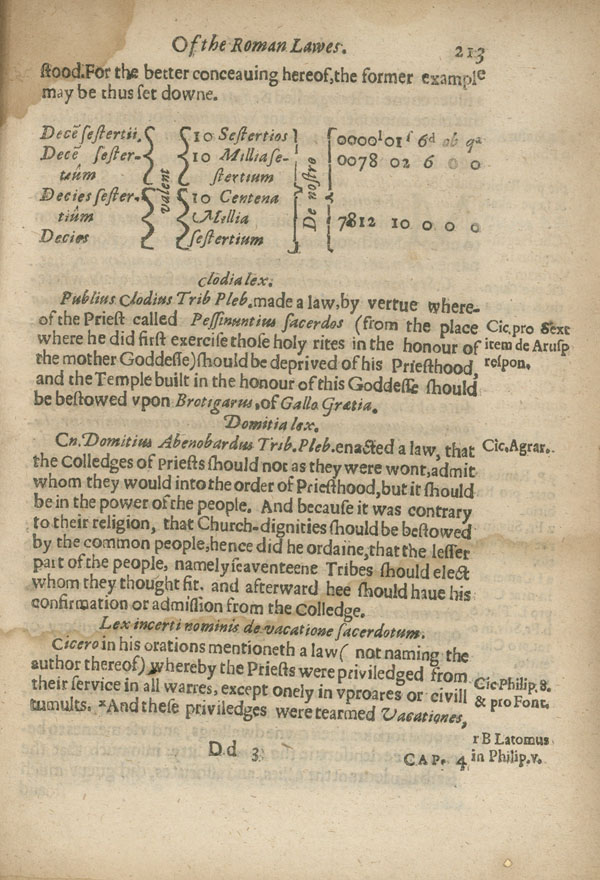 Of the Roman Lawes. 213
ſtood. For the better conceauing hereof, the former example
may be thus ſet downe.
Decẽ ſeſtertii. 10 Seſtertios 0000 l 01 ſ 6d ob qa
Decẽ ſeſter- 10 Millia ſe- 0078 02 6 0 0
tiûm ſtertium
valent
De noſtro
Decies ſeſter- 10 Centena
tiûm Millia 7812 10 0 0 0
Decies ſeſtertium
Clodia lex.
Publius Clodius Trib Pleb. made a law, by vertue where-
of the Prieſt called Peſſinuntius ſacerdos (from the place Cic. pro Sext
where he did firſt exerciſe thoſe holy rites in the honour of item de Aruſp
the mother Goddeſſe) ſhould be depriued of his Prieſthood, reſpon.
and the Temple built in the honour of this Goddeſſe ſhould
be beſtowed vpon Brotigarus, of Gallo Græcia.
Domitia lex.
Cn. Domitius Abenobardus Trib. Pleb. enacted a law, that Cic. Agrar.
the Colledges of Prieſts ſhould not as they were wont, admit
whom they would into the order of Prieſthood, but it ſhould
be in the power of the people. And becauſe it was contrary
to their religion, that Church-dignities ſhould be beſtowed
by the common people, hence did he ordaine, that the leſſer
part of the people, namely ſeaventeene Tribes ſhould elect
whom they thought fit. and afterward hee ſhould haue his
confirmation or admiſſion from the Colledge.
Lex incerti nominis de vacatione ſacerdotum.
Cicero in his orations mentioneth a law ( not naming the
author thereof) whereby the Prieſts were priviledged from
their ſervice in all warres, except onely in vproares or civill Cic Philip. 8.
tumults. And theſe priviledges were tearmed Vacationes, & pro Font.
r B Latomus
D d 3 CAP. 4 in Philip. v.